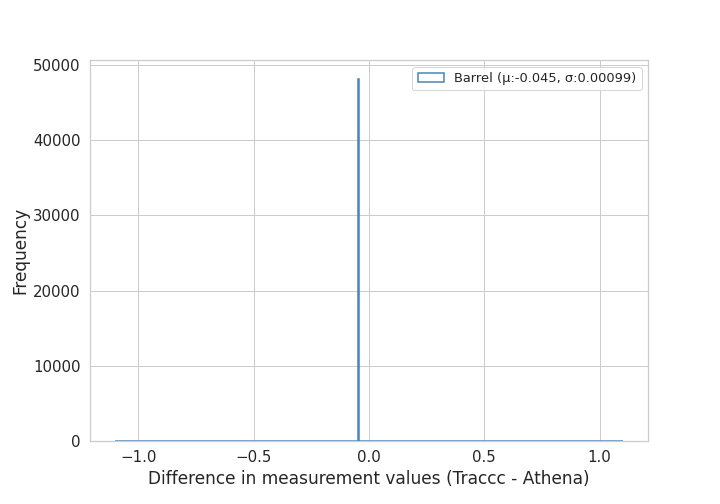 50000
40000
30000
20000
10000
0
Frequency
Barrel (μ:-0.045, σ:0.00099)
−1.0 −0.5 0.0 0.5 1.0
Difference in measurement values (Traccc - Athena)